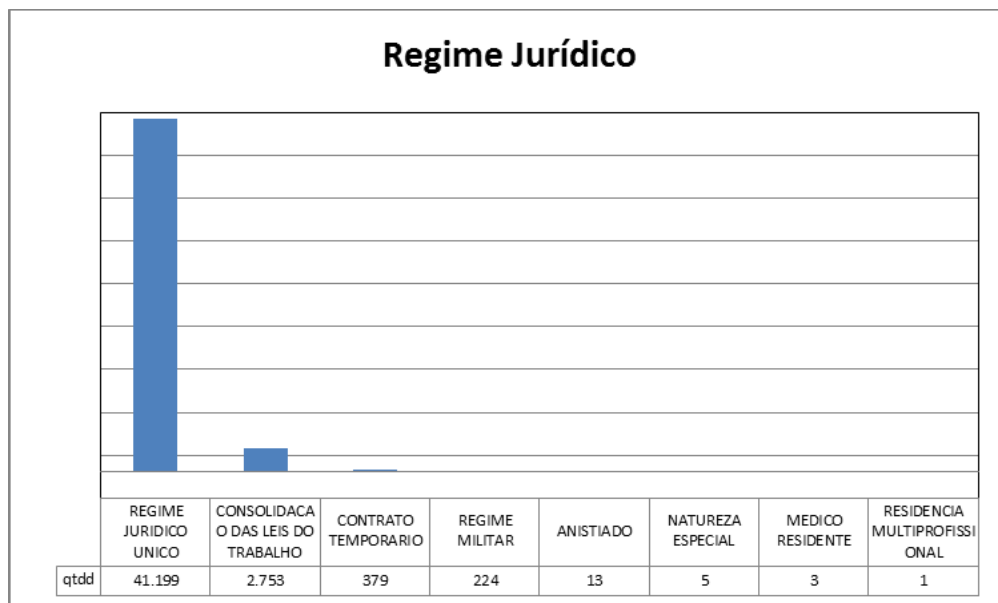 Regime Jurídico
REGIME
JURIDICO
UNICO
CONSOLIDACA
O DAS LEIS DO
TRABALHO
CONTRATO
TEMPORARIO
REGIME
MILITAR
ANISTIADO
NATUREZA
ESPECIAL
MEDICO
RESIDENTE
RESIDENCIA
MULTIPROFISSI
ONAL
qtdd 41.199 2.753 379 224 13 5 3 1